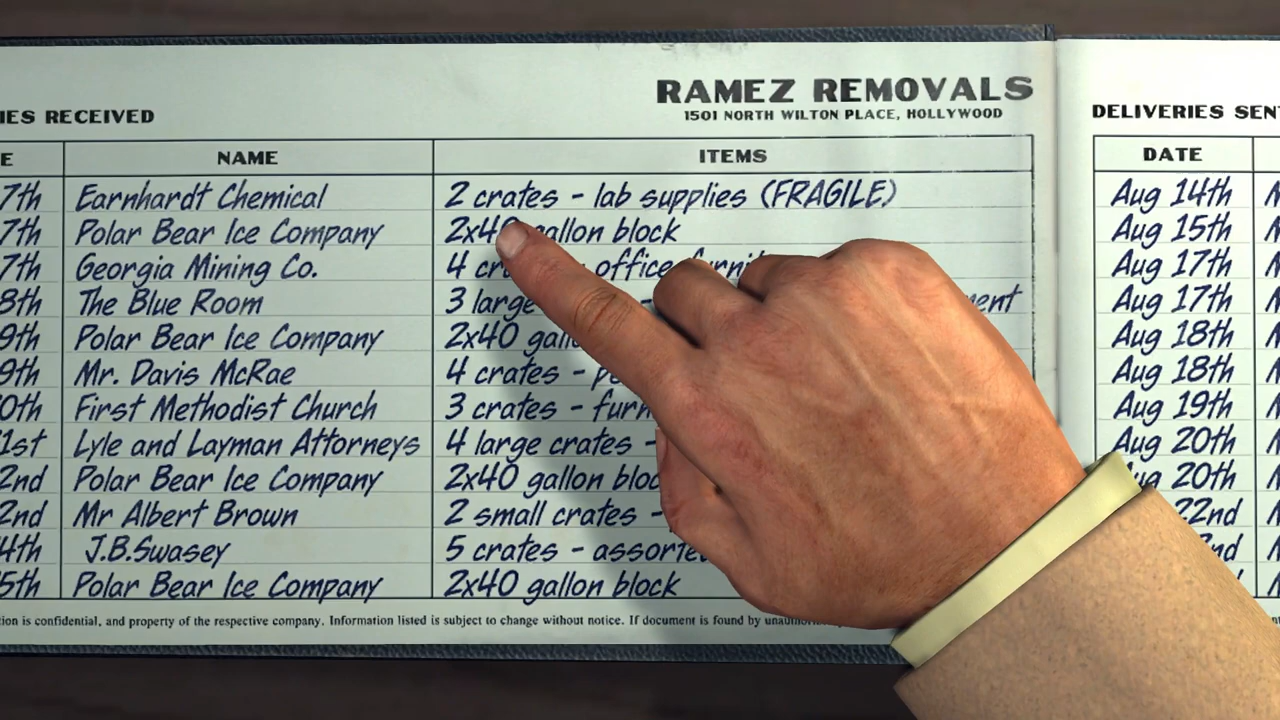 RAMEZ REMOVALS
1501 NORTH WILTON PLACE, HOLLYWOOD
IES RECEIVED
E NAME ITEMS
7th Earnhardt Chemical 2 crates - lab supplies (FRAGILE)
7th Polar Bear Ice Company 2x40 gallon block
7th Georgia Mining Co. 4 office
8th The Blue Room 3 large
9th Polar Bear Ice Company 2x40
9th Mr. Davis McRae 4 crates -
0th First Methodist Church 3 crates -
1st Lyle and Layman Attorneys 4 large crates -
2nd Polar Bear Ice Company 2x40 gallon
2nd Mr Albert Brown 2 small crates -
4th J.B.Swasey 5 crates -
5th Polar Bear Ice Company 2x40 gallon block
tion is confidential, and property of the respective company. Information listed is subject to change without notice. If document is found by
DELIVERIES SENT
DATE
Aug 14th
Aug 15th
Aug 17th
Aug 17th
Aug 18th
Aug 18th
Aug 19th
Aug 20th
20th
22nd